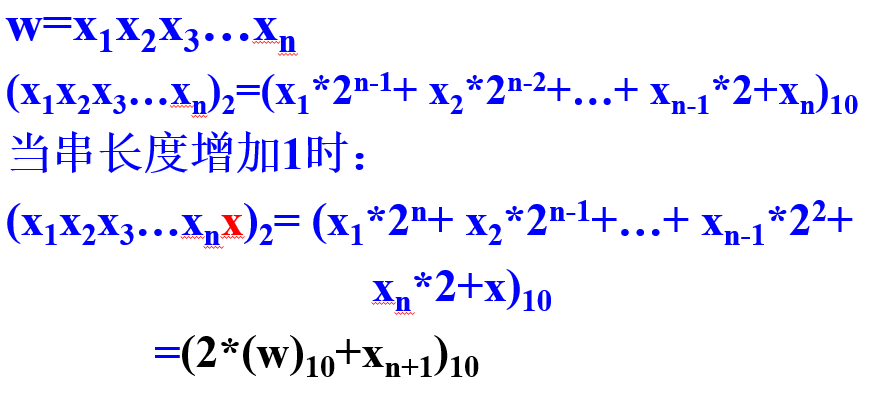 w=x₁x₂x₃…xₙ
(x₁x₂x₃…xₙ)₂=(x₁*2ⁿ⁻¹+ x₂*2ⁿ⁻²+…+ xₙ₋₁*2+xₙ)₁₀
当串长度增加1时：
(x₁x₂x₃…xₙx)₂= (x₁*2ⁿ+ x₂*2ⁿ⁻¹+…+ xₙ₋₁*2²+
xₙ*2+x)₁₀
=(2*(w)₁₀+xₙ₊₁)₁₀